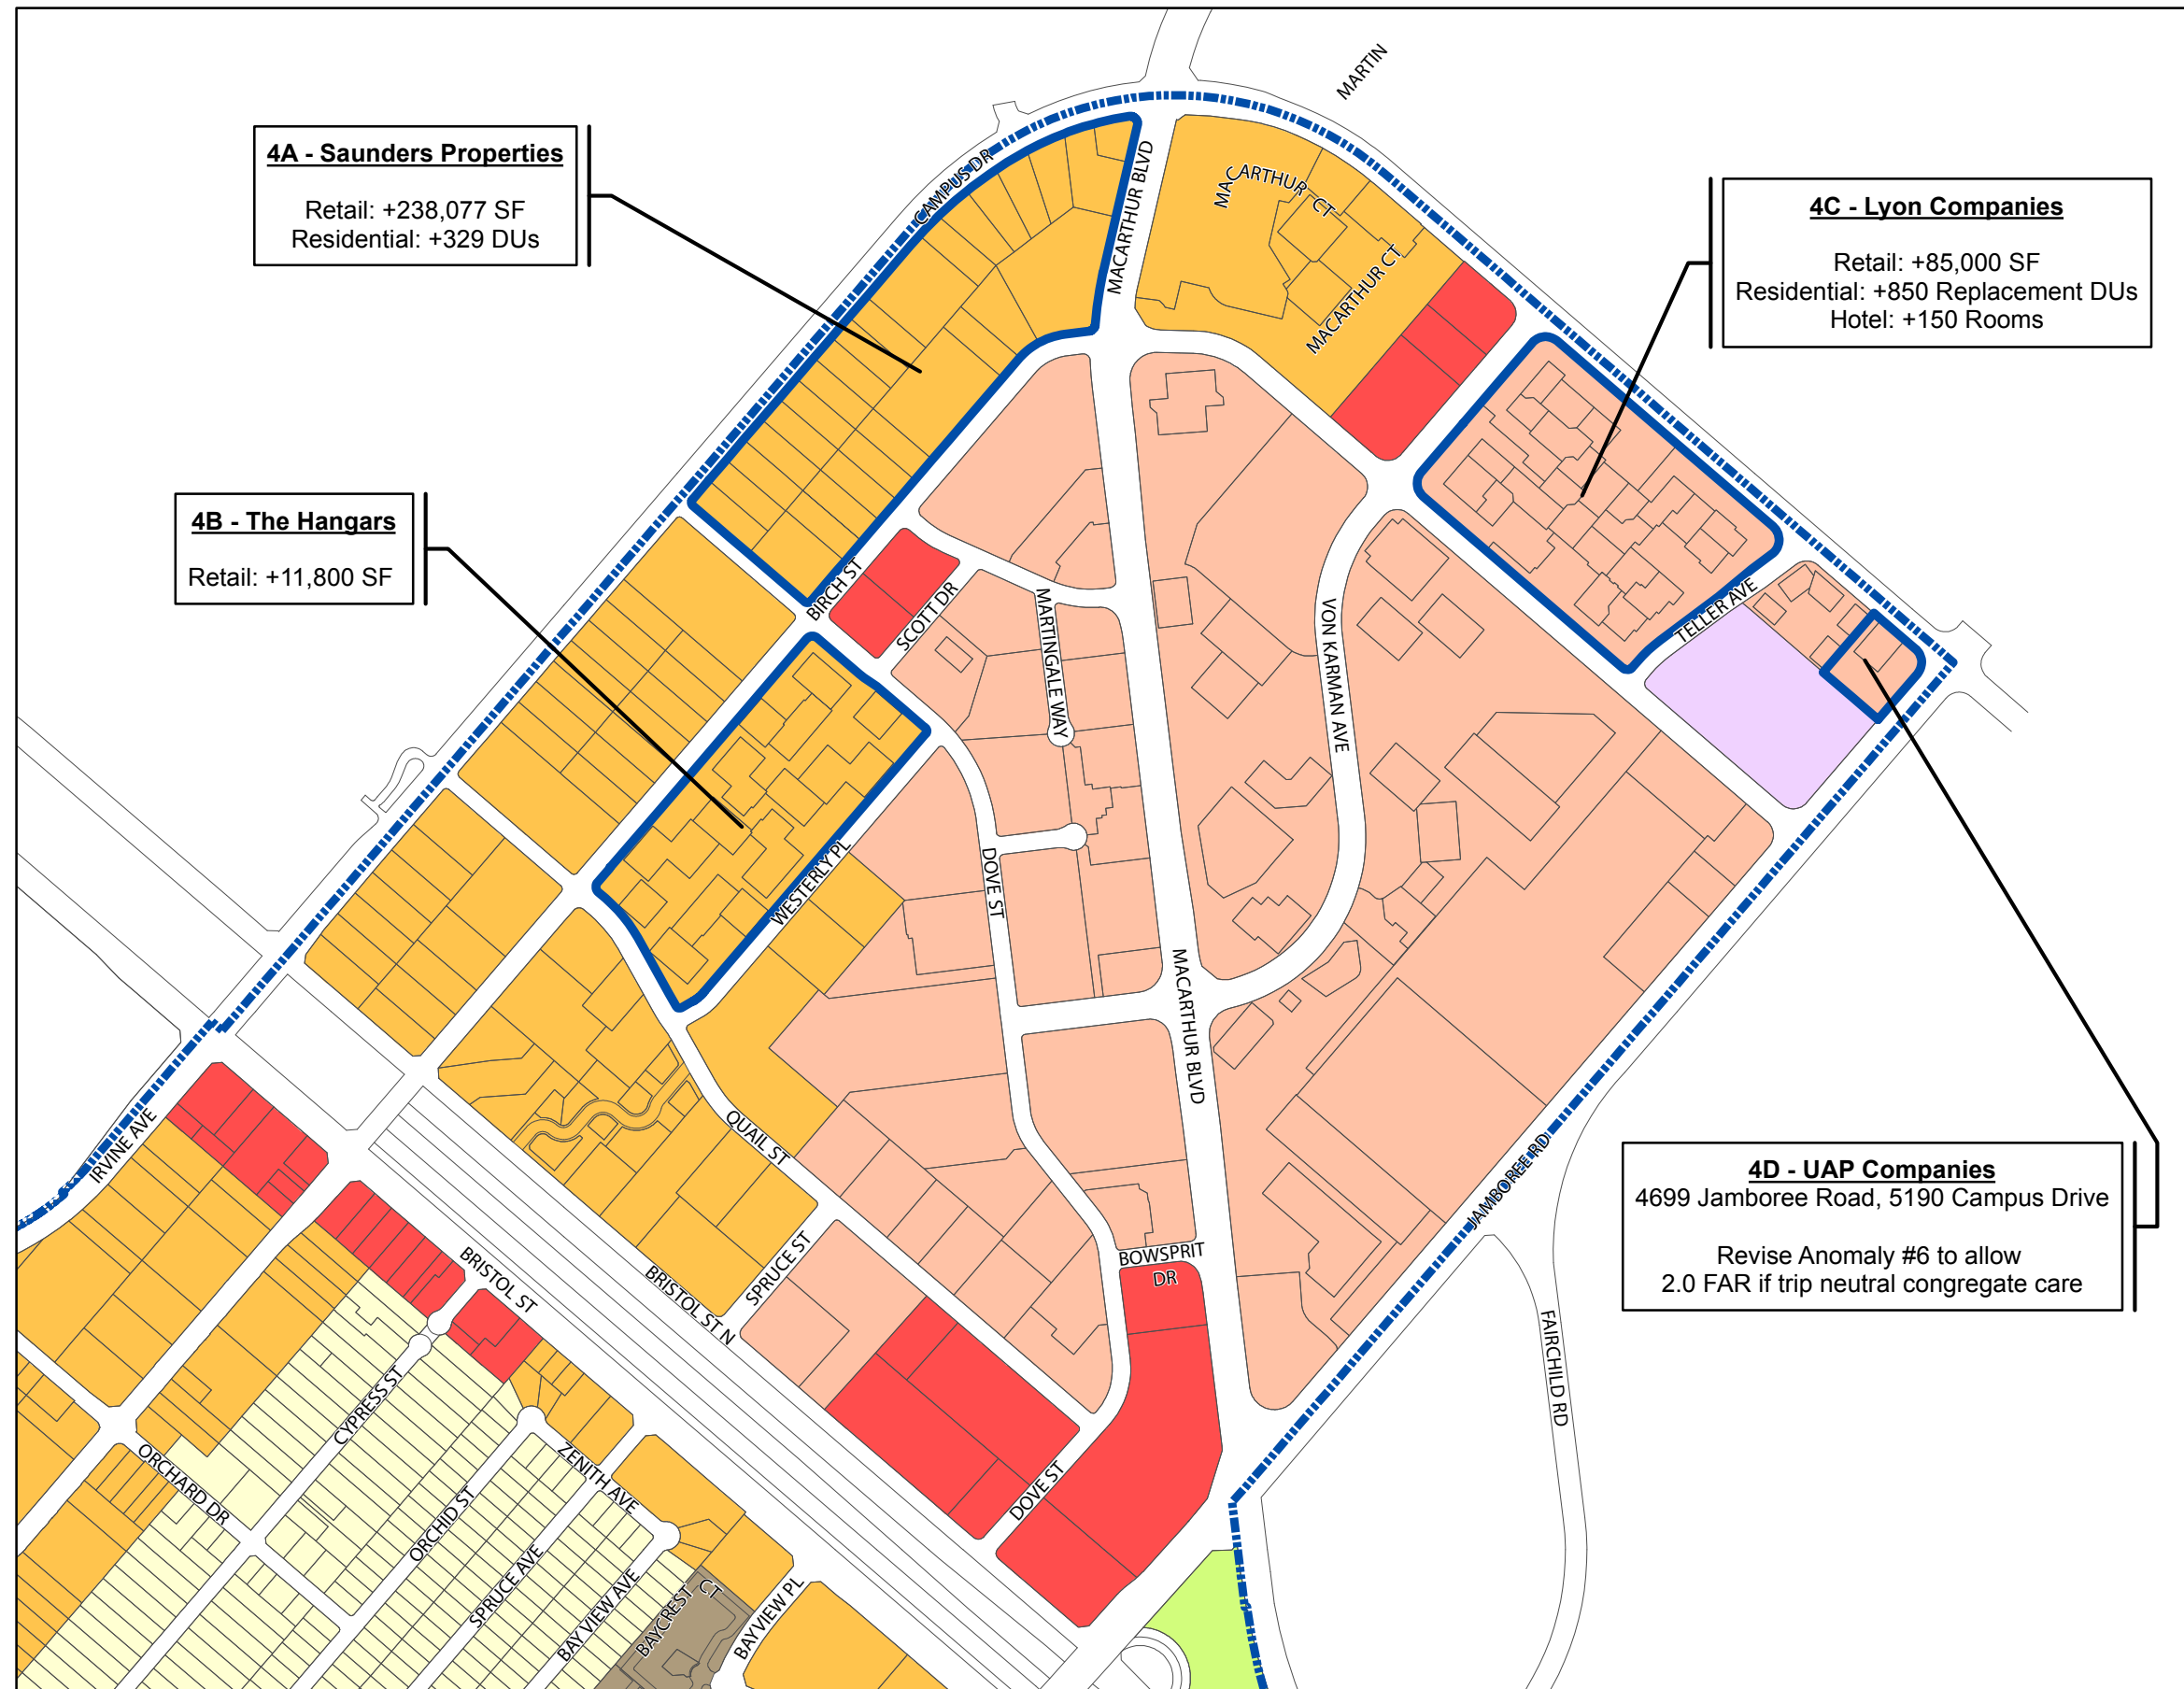 MARTIN
4A - Saunders Properties
Retail: +238,077 SF
Residential: +329 DUs
CAMPUS DR
MACARTHUR BLVD
MACARTHUR CT
MACARTHUR CT
4C - Lyon Companies
Retail: +85,000 SF
Residential: +850 Replacement DUs
Hotel: +150 Rooms
4B - The Hangars
Retail: +11,800 SF
BIRCH ST
SCOTT DR
MARTINGALE WAY
VON KARMAN AVE
TELLER AVE
WESTERLY PL
DOVE ST
MACARTHUR BLVD
IRVINE AVE
QUAIL ST
JAMBOREE RD
4D - UAP Companies
4699 Jamboree Road, 5190 Campus Drive
Revise Anomaly #6 to allow
2.0 FAR if trip neutral congregate care
BRISTOL ST
BRISTOL ST N
SPRUCE ST
BOWSPRIT
DR
FAIRCHILD RD
CYPRESS ST
ORCHARD DR
ORCHID ST
ZENITH AVE
DOVE ST
SPRUCE AVE
BAY VIEW AVE
BAYCREST CT
BAYVIEW PL